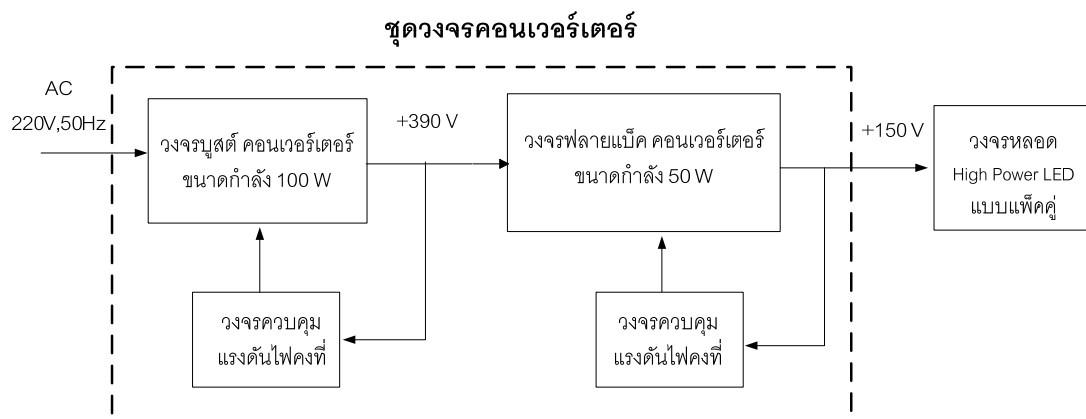 ชุดวงจรคอนเวอร์เตอร์
AC
220V,50Hz
วงจรบูสต์ คอนเวอร์เตอร์
ขนาดกำลัง 100 W
+390 V
วงจรฟลายแบ็ค คอนเวอร์เตอร์
ขนาดกำลัง 50 W
+150 V
วงจรหลอด
High Power LED
แบบแพ็คคู่
วงจรควบคุม
แรงดันไฟคงที่
วงจรควบคุม
แรงดันไฟคงที่